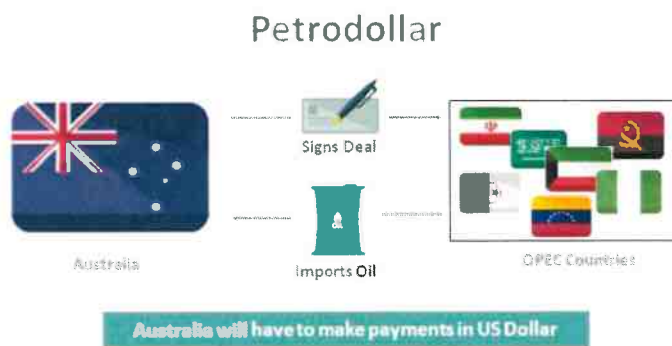 Petrodollar
Signs Deal
Imports Oil
Australia
OPEC Countries
Australia will have to make payments in US Dollar